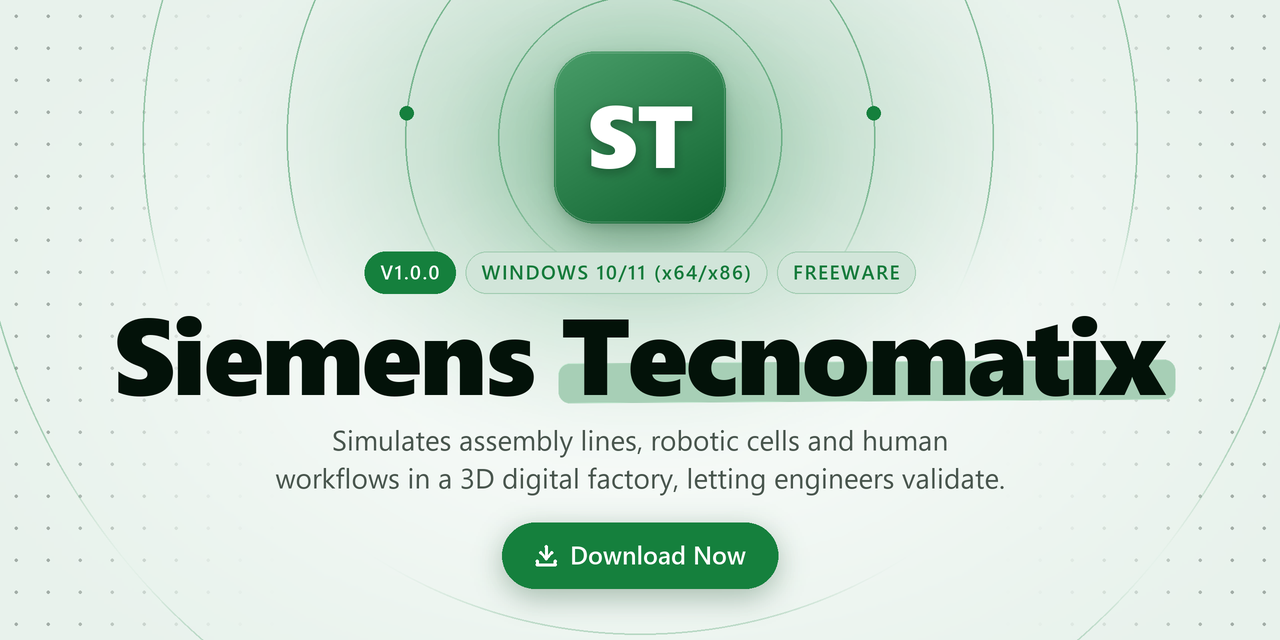 ST
V1.0.0
WINDOWS 10/11 (x64/x86)
FREEWARE
Siemens Tecnomatix
Simulates assembly lines, robotic cells and human
workflows in a 3D digital factory, letting engineers validate.
Download Now